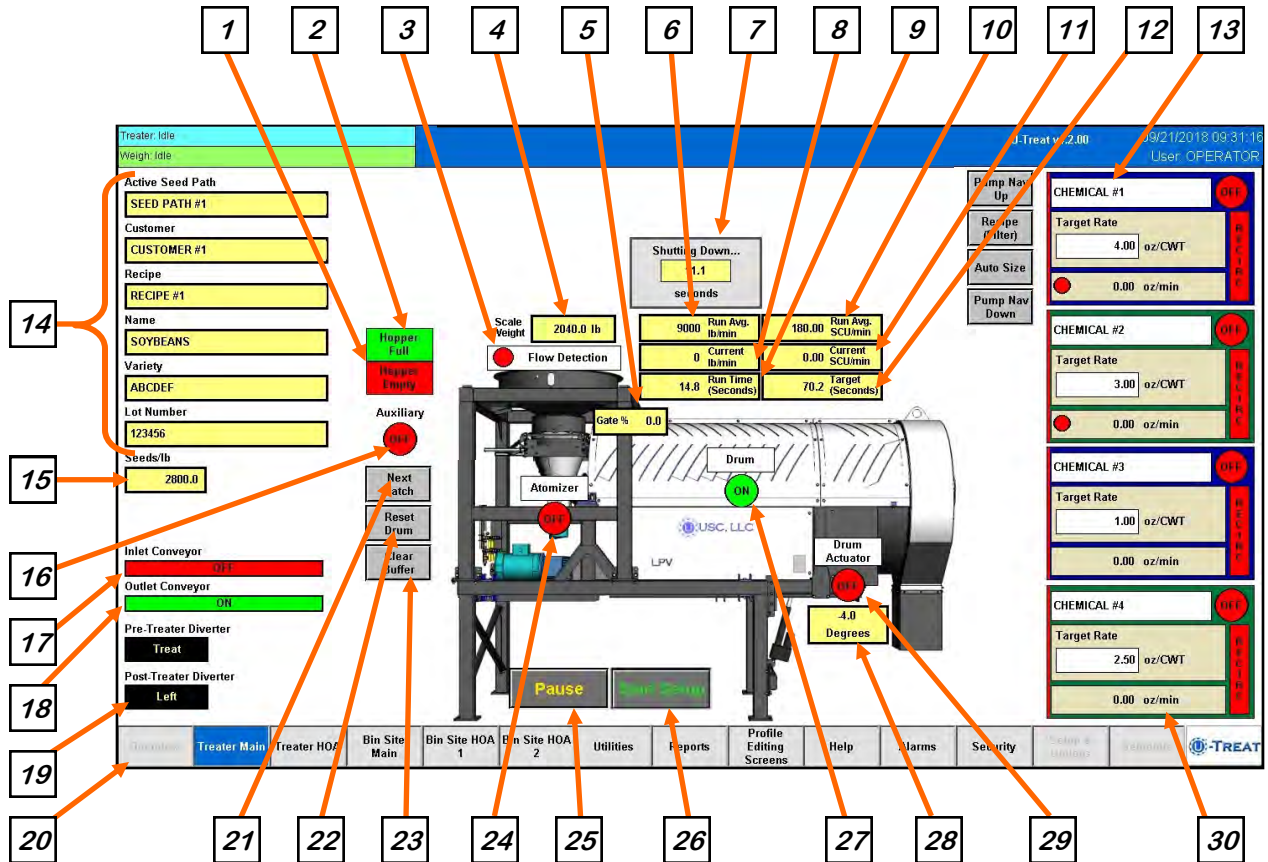 1 2 3 4 5 6 7 8 9 10 11 12 13
Treater: Idle
Weigh: Idle
09/21/2018 09:31:16
User: OPERATOR
Active Seed Path
SEED PATH #1
Customer
CUSTOMER #1
Recipe
RECIPE #1
Name
SOYBEANS
Variety
ABCDEF
Lot Number
123456
Seeds/lb
2800.0
14
15
16
17
18
19
Inlet Conveyor
OFF
Outlet Conveyor
ON
Pre-Treater Diverter
Treat
Post-Treater Diverter
Left
Hopper
Full
Hopper
Empty
Auxiliary
OFF
Next
Batch
Reset
Drum
Clear
Buffer
Shutting Down...
11.1
seconds
Scale
Weight
2040.0 lb
Flow Detection
9000 Run Avg. lb/min
180.00 Run Avg. SCU/min
0 Current lb/min
0.00 Current SCU/min
14.8 Run Time (Seconds)
70.2 Target (Seconds)
Gate % 0.0
Atomizer
OFF
Drum
ON
USC, LLC
LPV
Drum
Actuator
OFF
-4.0
Degrees
Pause
Pump Nav
Up
Recipe
(Filter)
Auto Size
Pump Nav
Down
CHEMICAL #1
OFF
Target Rate
4.00 oz/CWT
RECIRC
0.00 oz/min
CHEMICAL #2
OFF
Target Rate
3.00 oz/CWT
RECIRC
0.00 oz/min
CHEMICAL #3
OFF
Target Rate
1.00 oz/CWT
RECIRC
0.00 oz/min
CHEMICAL #4
OFF
Target Rate
2.50 oz/CWT
RECIRC
0.00 oz/min
Treater Main
Treater HOA
Bin Site
Main
Bin Site HOA
1
Bin Site HOA
2
Utilities
Reports
Profile
Editing
Screens
Help
Alarms
Security
U-TREAT
20 21 22 23 24 25 26 27 28 29 30